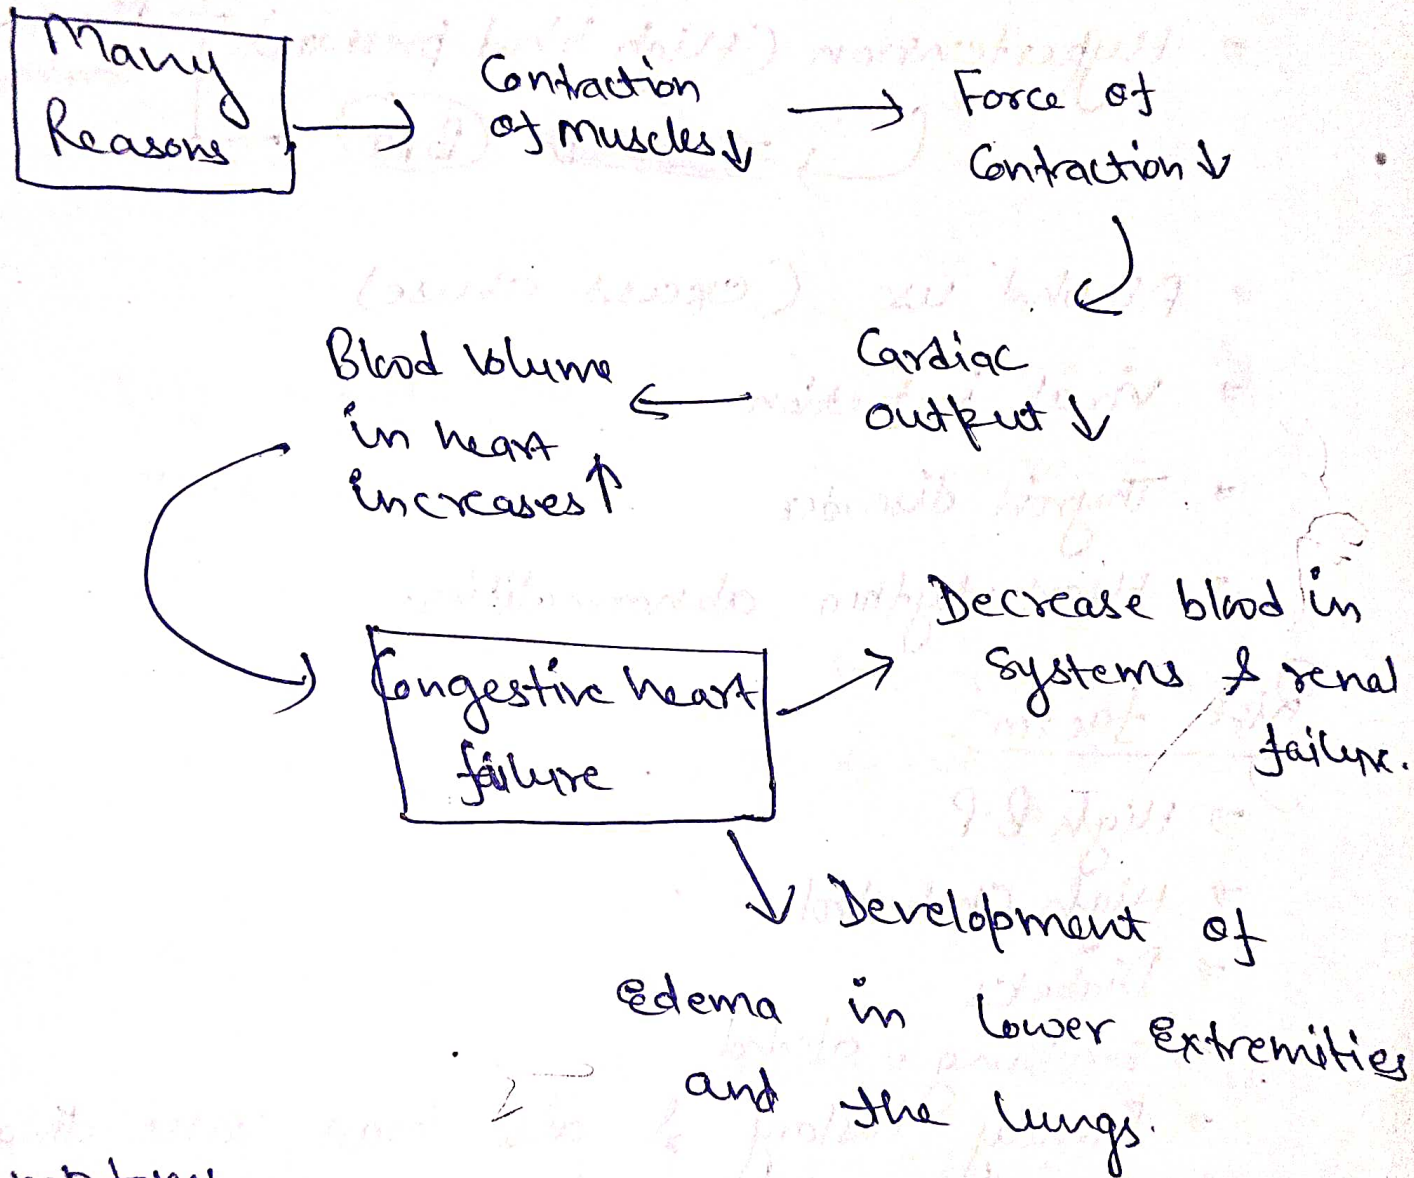 Many
Reasons
Contraction
of Muscles ↓
Force of
Contraction ↓
Cardiac
output ↓
Blood Volume
in heart
increases ↑
Congestive heart
failure
Decrease blood in
systems & renal
failure.
Development of
edema in lower extremities
and the lungs.